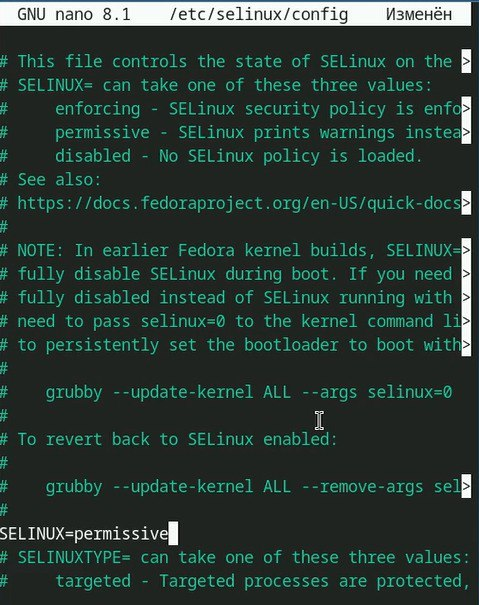 GNU nano 8.1 /etc/selinux/config Изменён
# This file controls the state of SELinux on the >
# SELINUX= can take one of these three values:
# enforcing - SELinux security policy is enfo>
# permissive - SELinux prints warnings instea>
# disabled - No SELinux policy is loaded.
# See also:
# https://docs.fedoraproject.org/en-US/quick-docs>
#
# NOTE: In earlier Fedora kernel builds, SELINUX=>
# fully disable SELinux during boot. If you need >
# fully disabled instead of SELinux running with >
# need to pass selinux=0 to the kernel command li>
# to persistently set the bootloader to boot with>
#
# grubby --update-kernel ALL --args selinux=0
#
# To revert back to SELinux enabled:
#
# grubby --update-kernel ALL --remove-args sel>
#
SELINUX=permissive
# SELINUXTYPE= can take one of these three values:
# targeted - Targeted processes are protected,